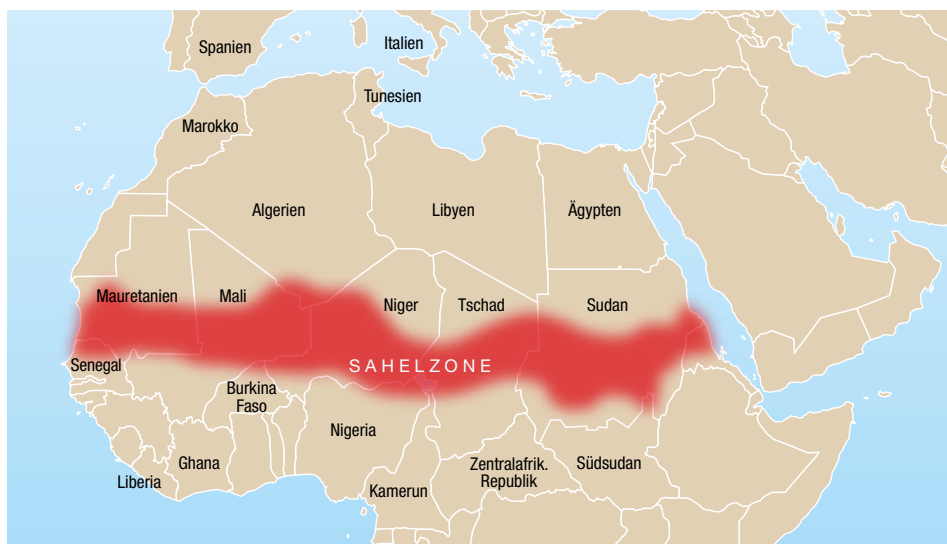 Spanien
Italien
Tunesien
Marokko
Algerien
Libyen
Ägypten
Mauretanien
Mali
Niger
Tschad
Sudan
SAHELZONE
Senegal
Burkina
Faso
Nigeria
Ghana
Liberia
Kamerun
Zentralafrik.
Republik
Südsudan